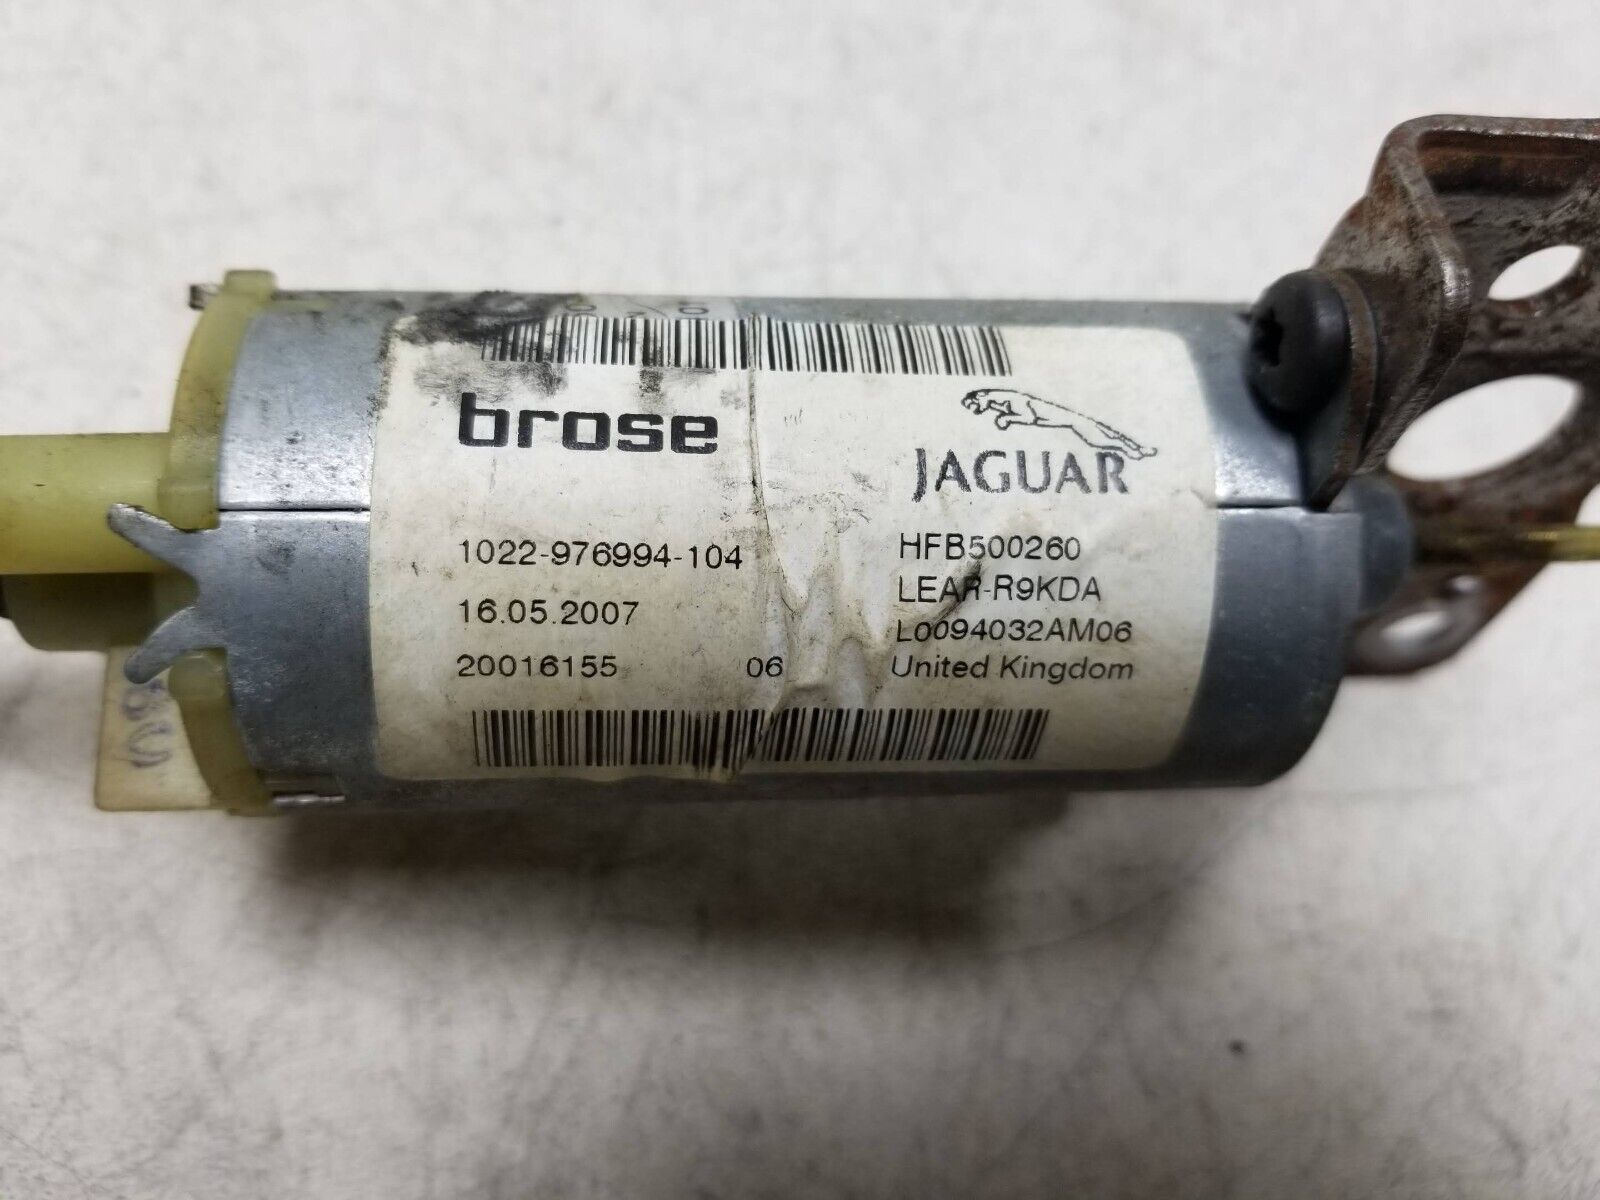 brose
JAGUAR
1022-976994-104
16.05.2007
20016155 06
HFB500260
LEAR-R9KDA
L0094032AM06
United Kingdom